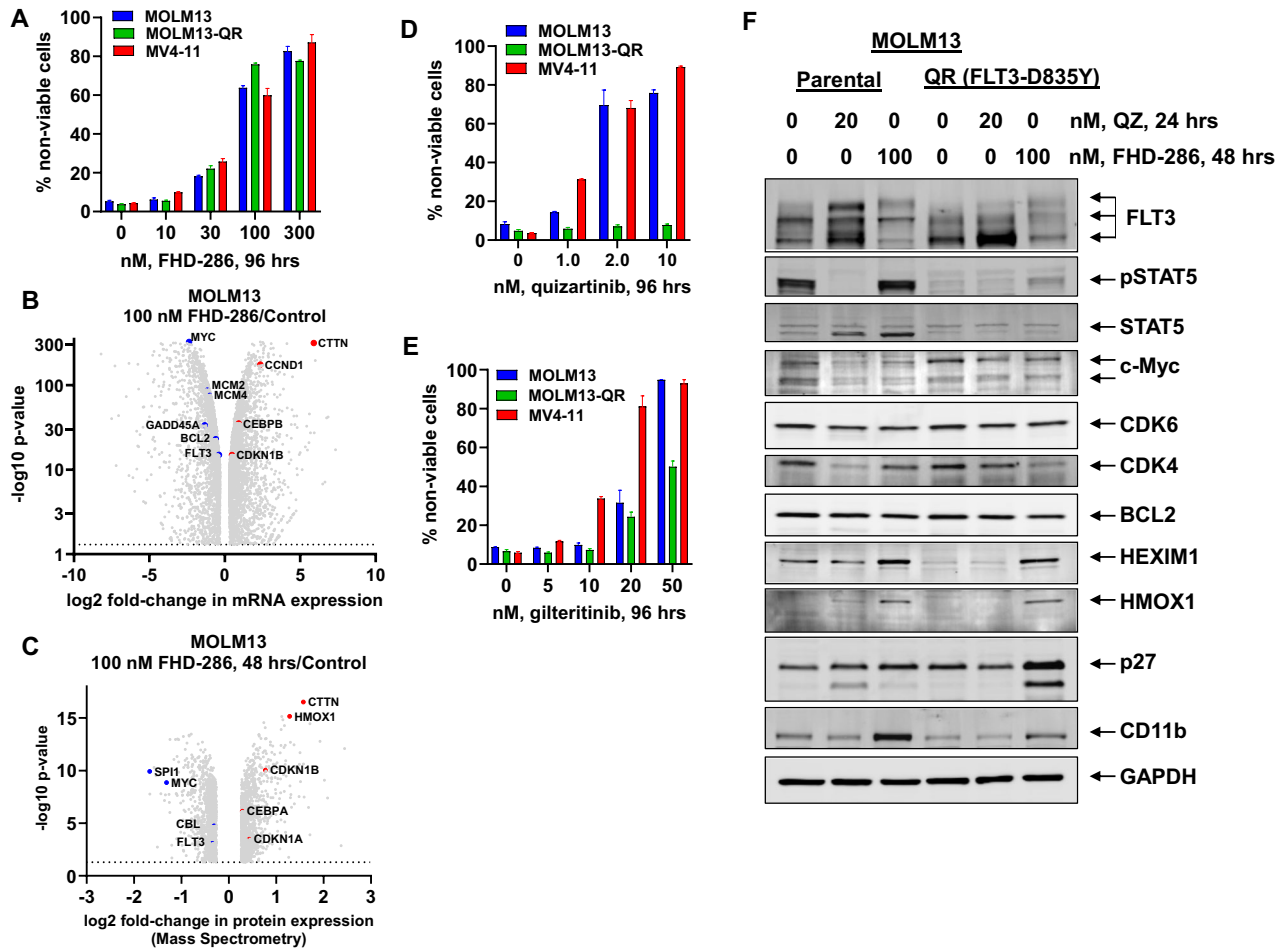 A
MOLM13
MOLM13-QR
MV4-11
% non-viable cells
100
80
60
40
20
0
0 10 30 100 300
nM, FHD-286, 96 hrs
B
MOLM13
100 nM FHD-286/Control
-log10 p-value
300
100
30
10
3
1
MYC
CTTN
CCND1
MCM2
MCM4
GADD45A
CEBPB
BCL2
FLT3
CDKN1B
-10 -5 0 5 10
log2 fold-change in mRNA expression
C
MOLM13
100 nM FHD-286, 48 hrs/Control
-log10 p-value
15
10
5
0
CTTN
HMOX1
SPI1
MYC
CDKN1B
CEBPA
CBL
FLT3
CDKN1A
-3 -2 -1 0 1 2 3
log2 fold-change in protein expression
(Mass Spectrometry)
D
MOLM13
MOLM13-QR
MV4-11
% non-viable cells
100
80
60
40
20
0
0 1.0 2.0 10
nM, quizartinib, 96 hrs
E
MOLM13
MOLM13-QR
MV4-11
% non-viable cells
100
80
60
40
20
0
0 5 10 20 50
nM, gilteritinib, 96 hrs
F
MOLM13
Parental QR (FLT3-D835Y)
0 20 0 0 20 0 nM, QZ, 24 hrs
0 0 100 0 0 100 nM, FHD-286, 48 hrs
FLT3
pSTAT5
STAT5
c-Myc
CDK6
CDK4
BCL2
HEXIM1
HMOX1
p27
CD11b
GAPDH